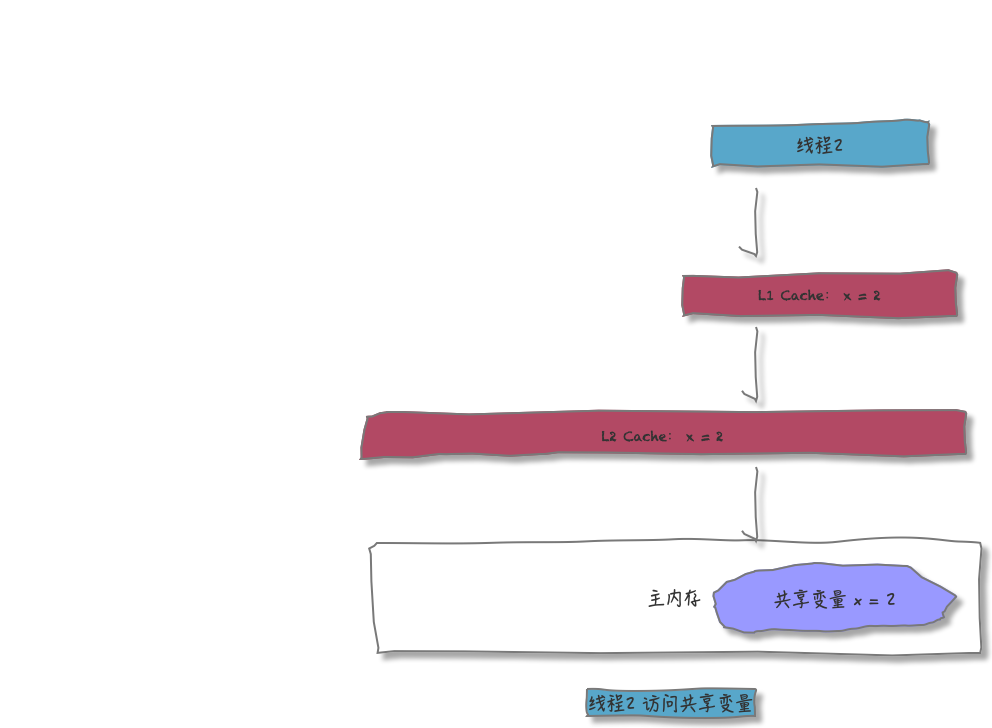 线程2
L1 Cache: x = 2
L2 Cache: x = 2
主内存
共享变量 x = 2
线程2 访问共享变量